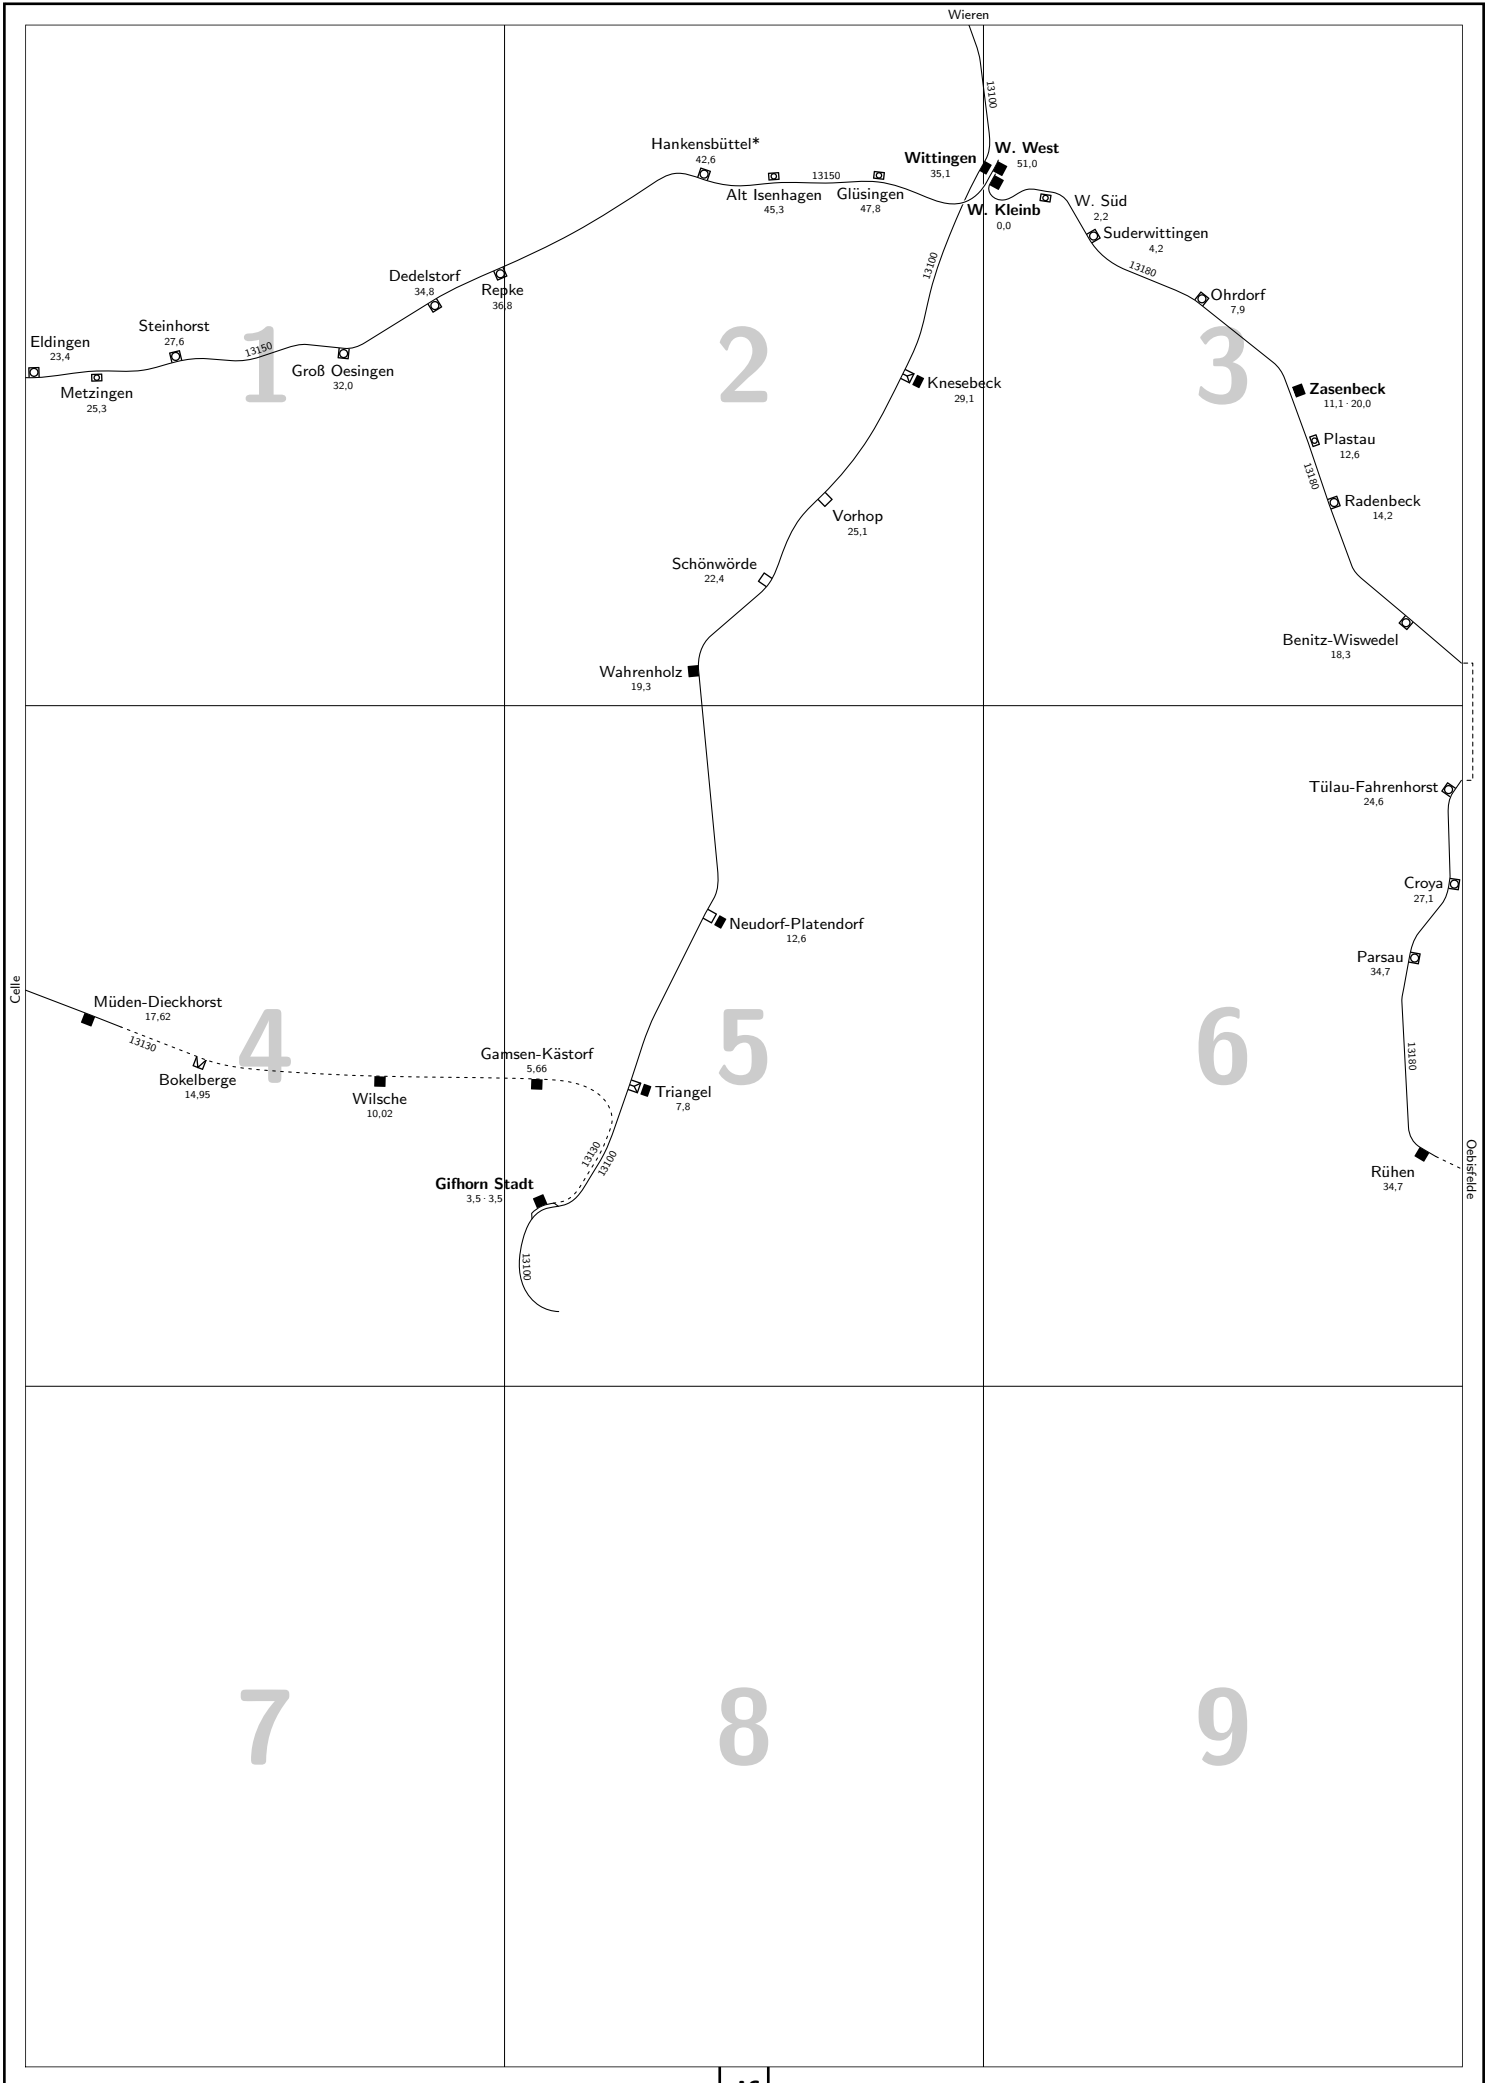 Wieren
13100
Hankensbüttel*
42,6
Wittingen
35,1
W. West
51,0
13150
Alt Isenhagen
45,3
Glüsingen
47,8
W. Kleinb
0,0
W. Süd
2,2
Suderwittingen
4,2
13100
13180
Dedelstorf
34,8
Repke
36,8
Ohrdorf
7,9
Eldingen
23,4
Steinhorst
27,6
13150
Metzingen
25,3
Groß Oesingen
32,0
1
2
3
Knesebeck
29,1
Zasenbeck
11,1 · 20,0
Plastau
12,6
13180
Radenbeck
14,2
Vorhop
25,1
Schönwörde
22,4
Benitz-Wiswedel
18,3
Wahrenholz
19,3
Tülau-Fahrenhorst
24,6
Croya
27,1
Neudorf-Platendorf
12,6
Parsau
34,7
Celle
Müden-Dieckhorst
17,62
13130
Bokelberge
14,95
4
Wilsche
10,02
Gamsen-Kästorf
5,66
5
Triangel
7,8
6
13180
13130
13100
Gifhorn Stadt
3,5 · 3,5
13100
Rühen
34,7
Oebisfelde
7
8
9